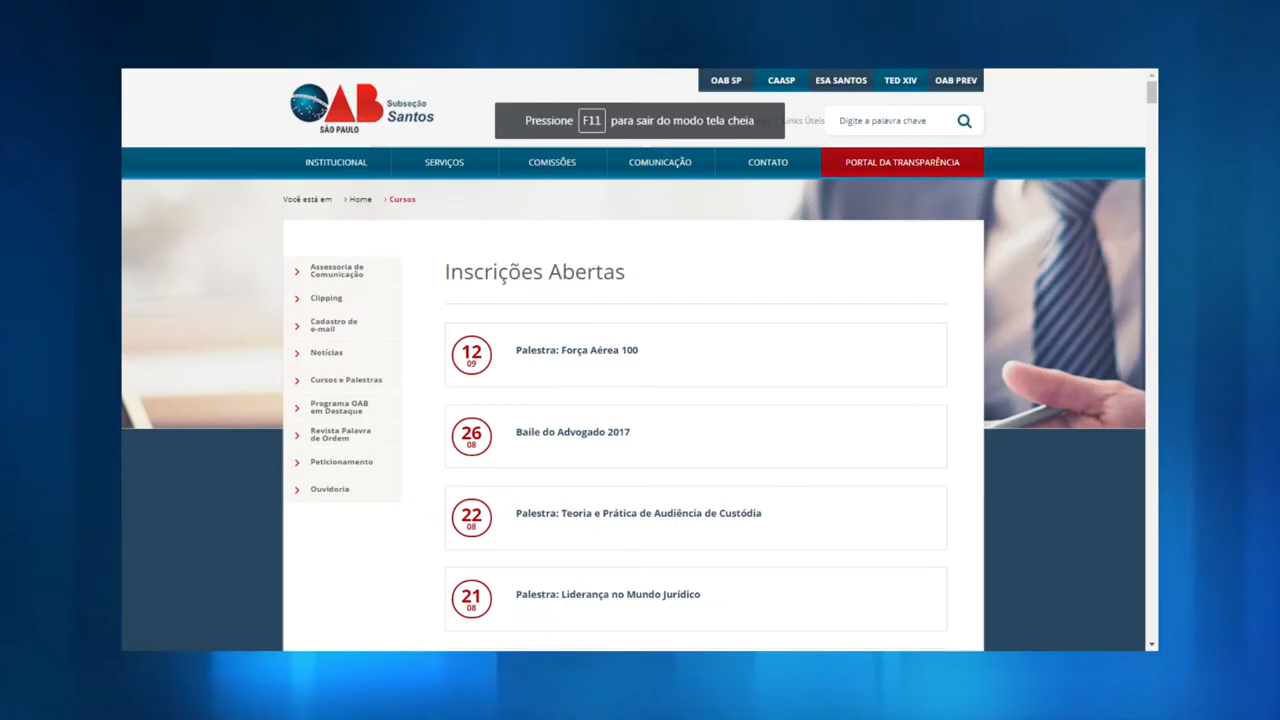 OAB SP
CAASP
ESA SANTOS
TED XIV
OAB PREV
OAB
SÃO PAULO
Subseção
Santos
Pressione F11 para sair do modo tela cheia
Links Úteis
Digite a palavra chave
INSTITUCIONAL
SERVIÇOS
COMISSÕES
COMUNICAÇÃO
CONTATO
PORTAL DA TRANSPARÊNCIA
Você está em > Home > Cursos
Assessoria de
Comunicação
Clipping
Cadastro de
e-mail
Notícias
Cursos e Palestras
Programa OAB
em Destaque
Revista Palavra
de Ordem
Peticionamento
Ouvidoria
Inscrições Abertas
12
09
Palestra: Força Aérea 100
26
08
Baile do Advogado 2017
22
08
Palestra: Teoria e Prática de Audiência de Custódia
21
08
Palestra: Liderança no Mundo Jurídico